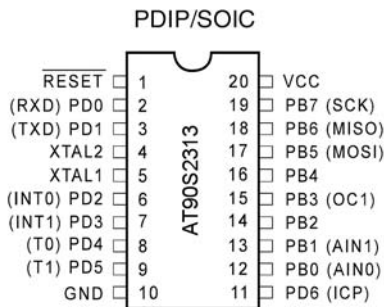 PDIP/SOIC
RESET 1 20 VCC
(RXD) PD0 2 19 PB7 (SCK)
(TXD) PD1 3 18 PB6 (MISO)
XTAL2 4 17 PB5 (MOSI)
XTAL1 5 16 PB4
(INT0) PD2 6 15 PB3 (OC1)
(INT1) PD3 7 14 PB2
(T0) PD4 8 13 PB1 (AIN1)
(T1) PD5 9 12 PB0 (AIN0)
GND 10 11 PD6 (ICP)
AT90S2313